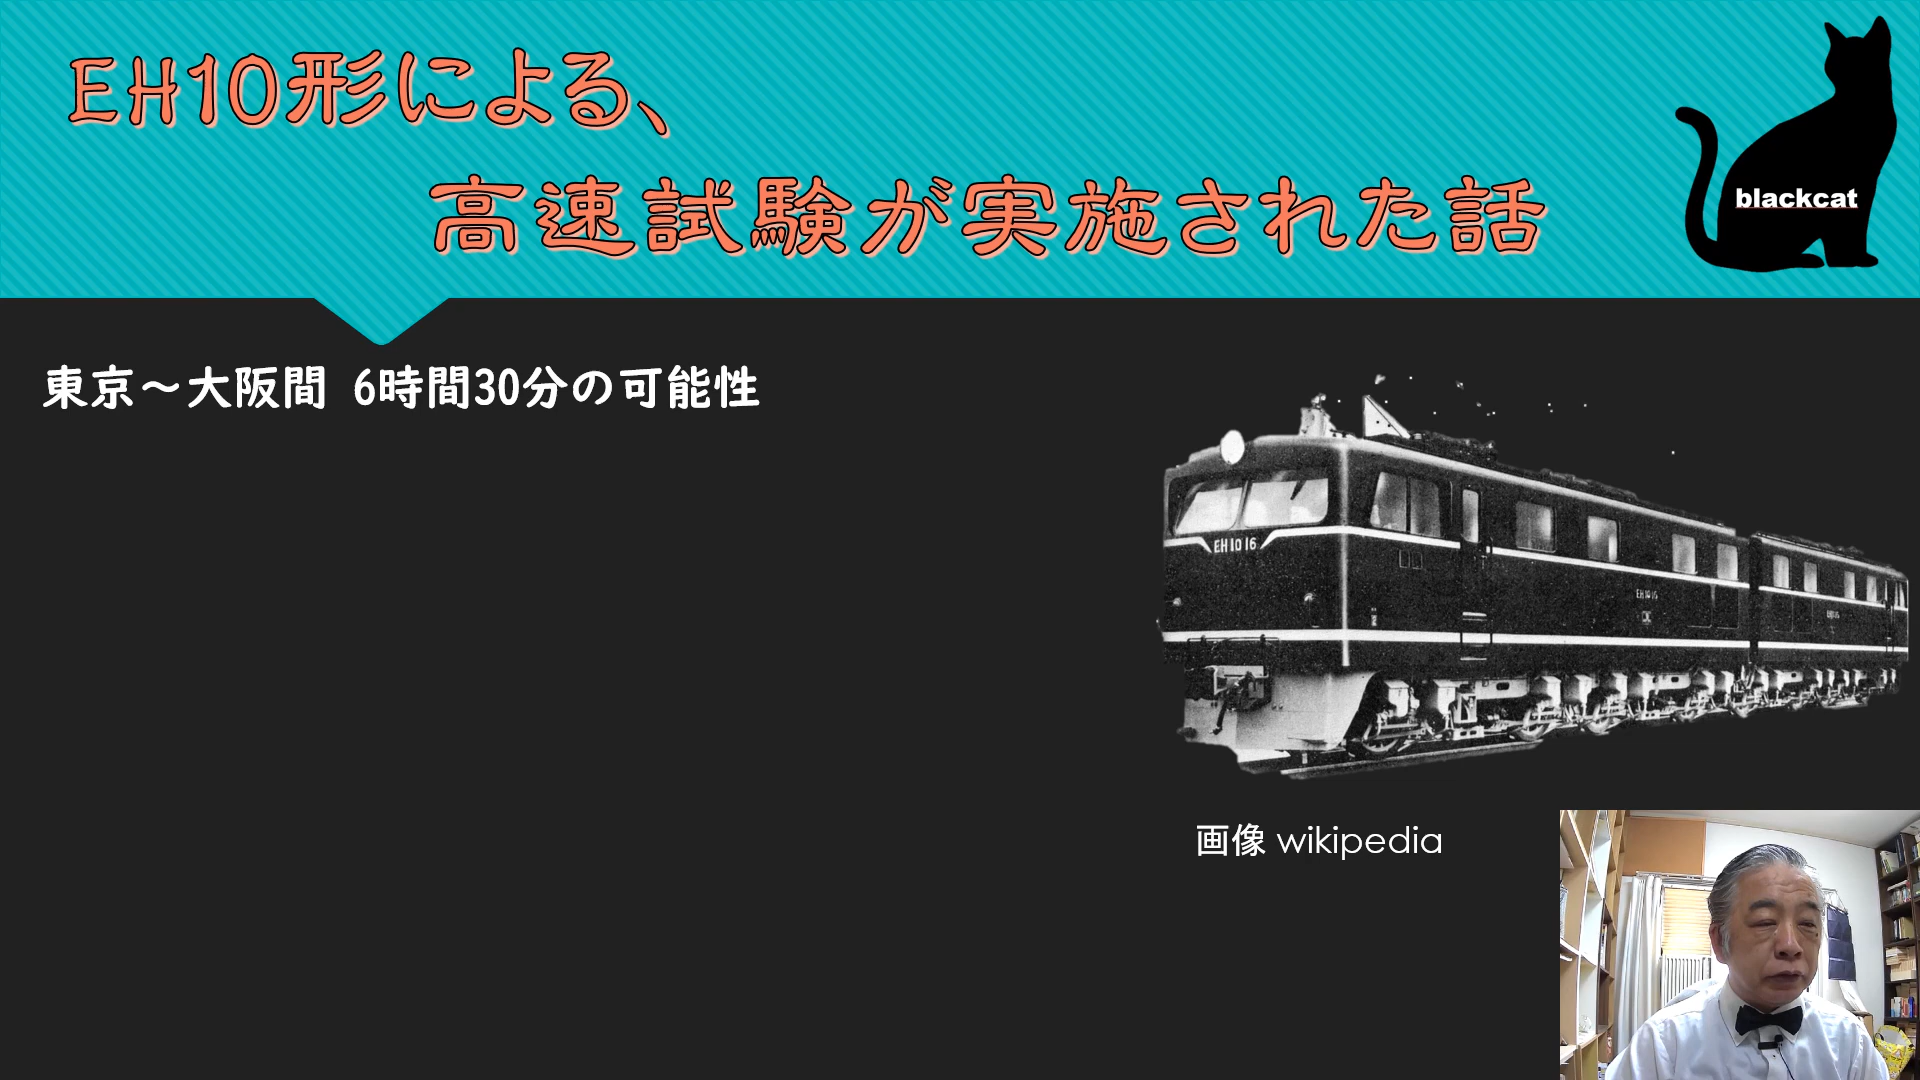 EH10形による、
高速試験が実施された話
blackcat
東京～大阪間 6時間30分の可能性
EH10 16
画像 wikipedia